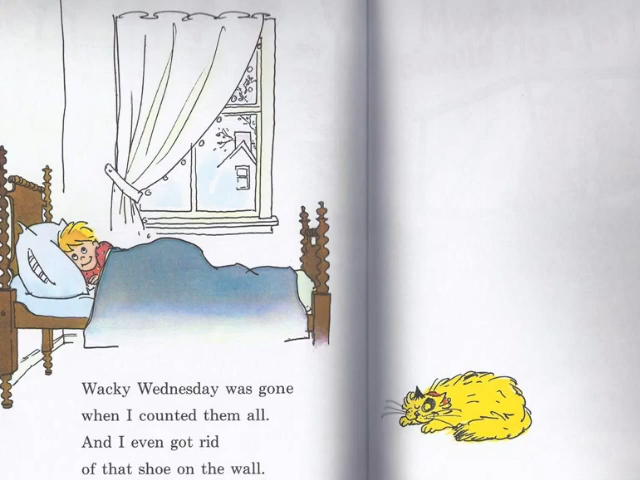 Wacky Wednesday was gone
when I counted them all.
And I even got rid
of that shoe on the wall.